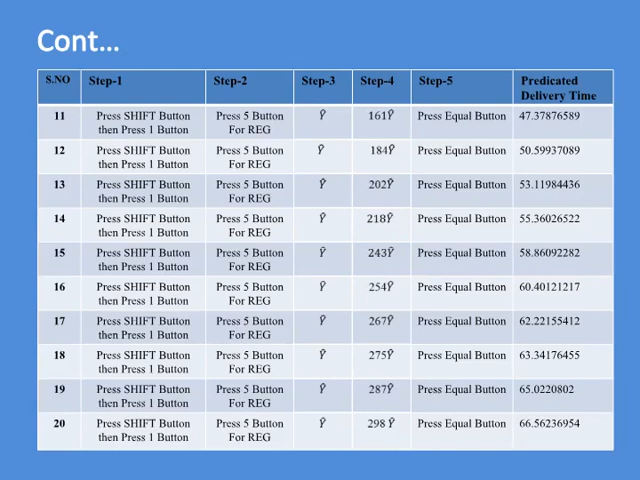 Cont...
S.NO Step-1 Step-2 Step-3 Step-4 Step-5 Predicated
Delivery Time
11 Press SHIFT Button Press 5 Button Ŷ 161Ŷ Press Equal Button 47.37876589
then Press 1 Button For REG
12 Press SHIFT Button Press 5 Button Ŷ 184Ŷ Press Equal Button 50.59937089
then Press 1 Button For REG
13 Press SHIFT Button Press 5 Button Ŷ 202Ŷ Press Equal Button 53.11984436
then Press 1 Button For REG
14 Press SHIFT Button Press 5 Button Ŷ 218Ŷ Press Equal Button 55.36026522
then Press 1 Button For REG
15 Press SHIFT Button Press 5 Button Ŷ 243Ŷ Press Equal Button 58.86092282
then Press 1 Button For REG
16 Press SHIFT Button Press 5 Button Ŷ 254Ŷ Press Equal Button 60.40121217
then Press 1 Button For REG
17 Press SHIFT Button Press 5 Button Ŷ 267Ŷ Press Equal Button 62.22155412
then Press 1 Button For REG
18 Press SHIFT Button Press 5 Button Ŷ 275Ŷ Press Equal Button 63.34176455
then Press 1 Button For REG
19 Press SHIFT Button Press 5 Button Ŷ 287Ŷ Press Equal Button 65.0220802
then Press 1 Button For REG
20 Press SHIFT Button Press 5 Button Ŷ 298 Ŷ Press Equal Button 66.56236954
then Press 1 Button For REG